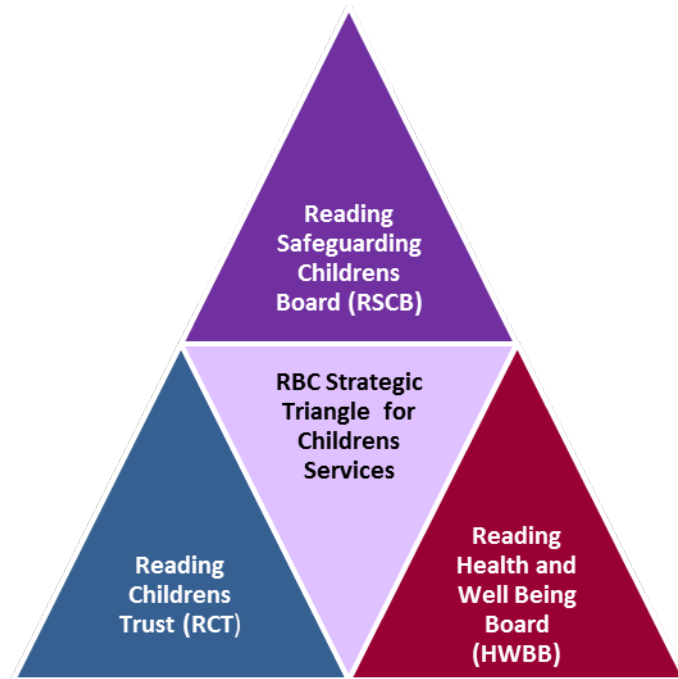 Reading
Safeguarding
Childrens
Board (RSCB)
RBC Strategic
Triangle for
Childrens
Services
Reading
Childrens
Trust (RCT)
Reading
Health and
Well Being
Board
(HWBB)